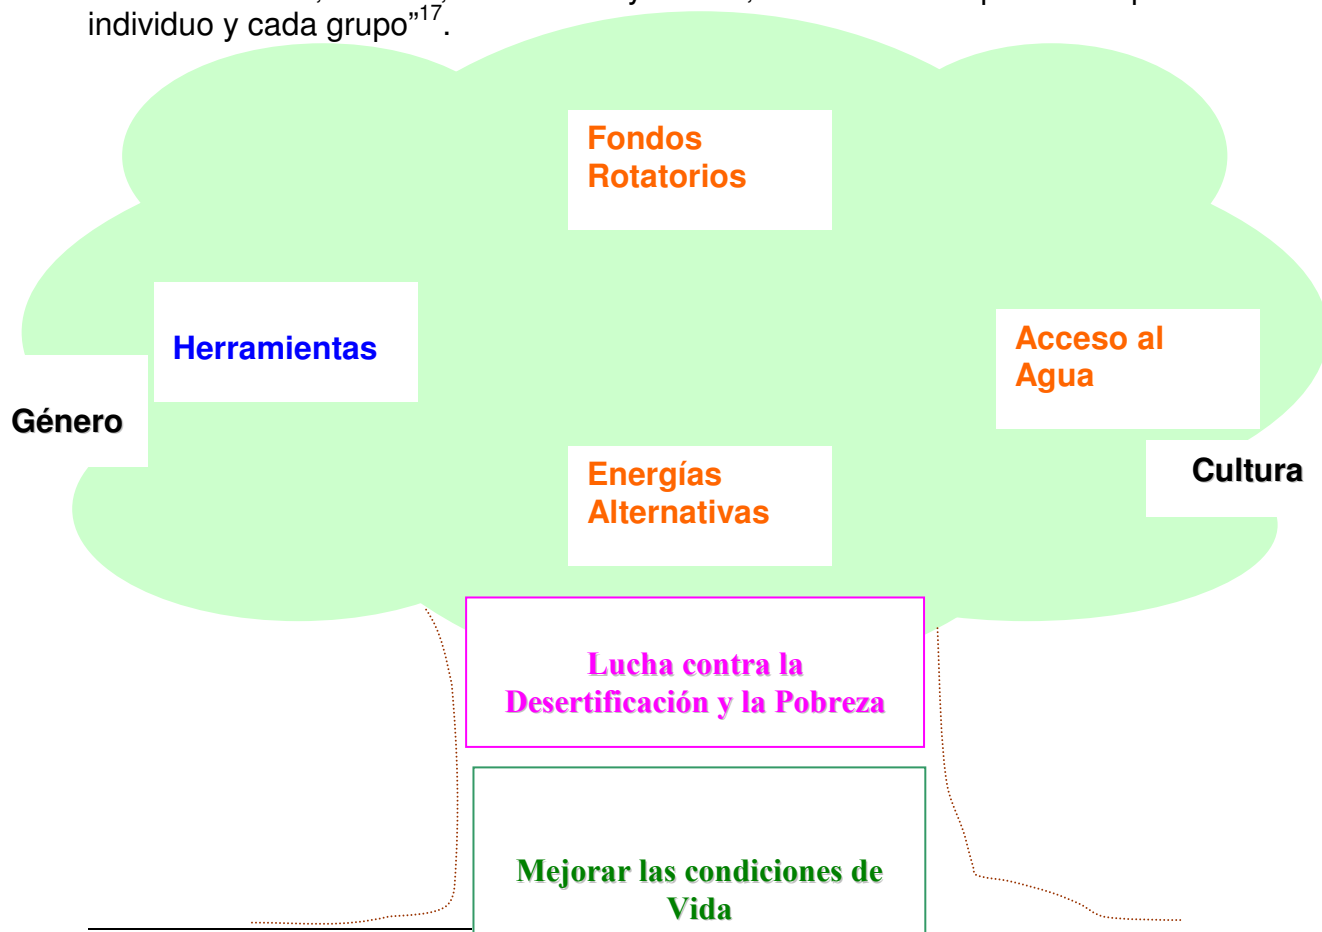 individuo y cada grupo”17.
Fondos
Rotatorios
Herramientas
Acceso al
Agua
Género
Cultura
Energías
Alternativas
Lucha contra la
Desertificación y la Pobreza
Mejorar las condiciones de
Vida